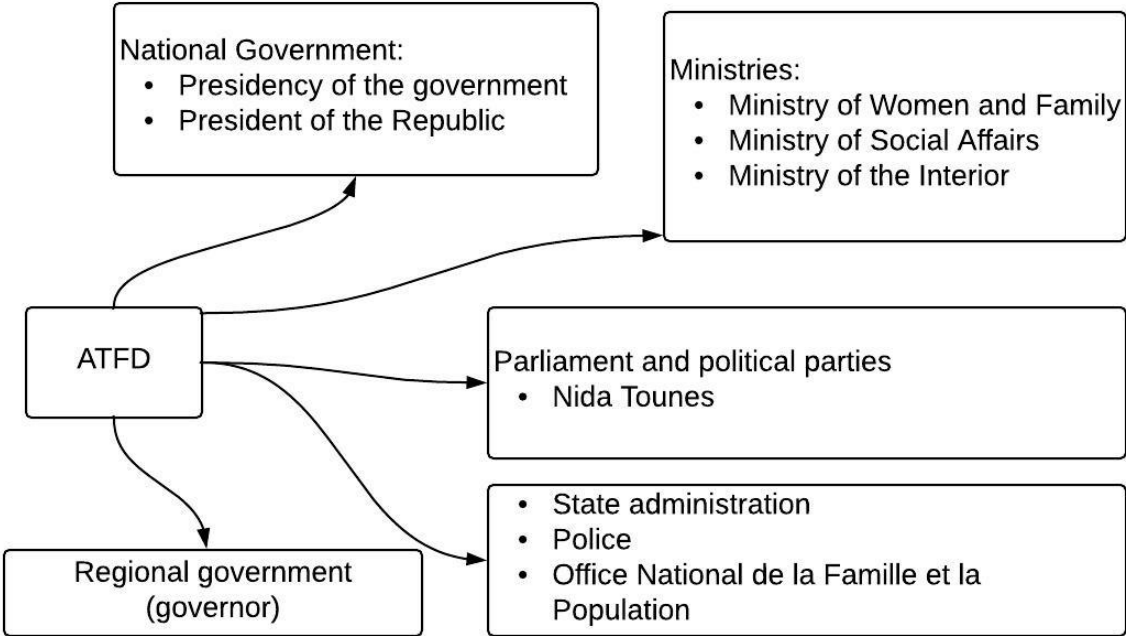 National Government:
• Presidency of the government
• President of the Republic
Ministries:
• Ministry of Women and Family
• Ministry of Social Affairs
• Ministry of the Interior
ATFD
Parliament and political parties
• Nida Tounes
• State administration
• Police
• Office National de la Famille et la
Population
Regional government
(governor)